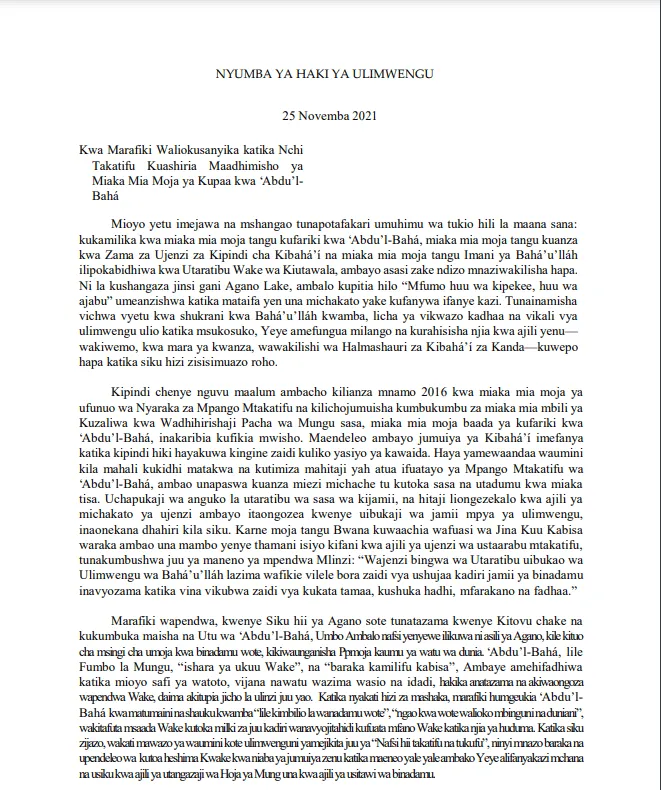 NYUMBA YA HAKI YA ULIMWENGU
25 Novemba 2021
Kwa Marafiki Waliokusanyika katika Nchi
Takatifu Kuashiria Maadhimisho ya
Miaka Mia Moja ya Kupaa kwa ‘Abdu’l-
Bahá
Mioyo yetu imejawa na mshangao tunapotafakari umuhimu wa tukio hili la maana sana:
kukamilika kwa miaka mia moja tangu kufariki kwa ‘Abdu’l-Bahá, miaka mia moja tangu kuanza
kwa Zama za Ujenzi za Kipindi cha Kibahá’í na miaka mia moja tangu Imani ya Bahá’u’lláh
ilipokabidhiwa kwa Utaratibu Wake wa Kiutawala, ambayo asasi zake ndizo mnaziwakilisha hapa.
Ni la kushangaza jinsi gani Agano Lake, ambalo kupitia hilo “Mfumo huu wa kipekee, huu wa
ajabu” umeanzishwa katika mataifa yen una michakato yake kufanywa ifanye kazi. Tunainamisha
vichwa vyetu kwa shukrani kwa Bahá’u’lláh kwamba, licha ya vikwazo kadhaa na vikali vya
ulimwengu ulio katika msukosuko, Yeye amefungua milango na kurahisisha njia kwa ajili yenu—
wakiwemo, kwa mara ya kwanza, wawakilishi wa Halmashauri za Kibahá’í za Kanda—kuwepo
hapa katika siku hizi zisisimuazo roho.
Kipindi chenye nguvu maalum ambacho kilianza mnamo 2016 kwa miaka mia moja ya
ufunuo wa Nyaraka za Mpango Mtakatifu na kilichojumuisha kumbukumbu za miaka mia mbili ya
Kuzaliwa kwa Wadhihirishaji Pacha wa Mungu sasa, miaka mia moja baada ya kufariki kwa
‘Abdu’l-Bahá, inakaribia kufikia mwisho. Maendeleo ambayo jumuiya ya Kibahá’í imefanya
katika kipindi hiki hayakuwa kingine zaidi kuliko yasiyo ya kawaida. Haya yamewaandaa waumini
kila mahali kukidhi matakwa na kutimiza mahitaji yah atua ifuatayo ya Mpango Mtakatifu wa
‘Abdu’l-Bahá, ambao unapaswa kuanza miezi michache tu kutoka sasa na utadumu kwa miaka
tisa. Uchapukaji wa anguko la utaratibu wa sasa wa kijamii, na hitaji liongezekalo kwa ajili ya
michakato ya ujenzi ambayo itaongozea kwenye uibukaji wa jamii mpya ya ulimwengu,
inaonekana dhahiri kila siku. Karne moja tangu Bwana kuwaachia wafuasi wa Jina Kuu Kabisa
waraka ambao una mambo yenye thamani isiyo kifani kwa ajili ya ujenzi wa ustaarabu mtakatifu,
tunakumbushwa juu ya maneno ya mpendwa Mlinzi: “Wajenzi bingwa wa Utaratibu uibukao wa
Ulimwengu wa Bahá’u’lláh lazima wafikie vilele bora zaidi vya ushujaa kadiri jamii ya binadamu
inavyozama katika vina vikubwa zaidi vya kukata tamaa, kushuka hadhi, mfarakano na fadhaa.”
Marafiki wapendwa, kwenye Siku hii ya Agano sote tunatazama kwenye Kitovu chake na
kukumbuka maisha na Utu wa ‘Abdu’l-Bahá, Umbo Ambalo nafsi yenyewe ilikuwa ni asili ya Agano, kile kituo
cha msingi cha umoja kwa binadamu wote, kikiwaunganisha Ppmoja kaumu ya watu wa dunia. ‘Abdu’l-Bahá, lile
Fumbo la Mungu, “ishara ya ukuu Wake”, na “baraka kamilifu kabisa”, Ambaye amehifadhiwa
katika mioyo safi ya watoto, vijana nawatu wazima wasio na idadi, hakika anatazama na akiwaongoza
wapendwa Wake, daima akitupia jicho la ulinzi juu yao. Katika nyakati hizi za mashaka, marafiki humgeukia ‘Abdu’l-
Bahá kwa matumaini na shauku kwamba “lile kimbilio la wanadamu wote”, “ngao kwa wote walioko mbinguni na duniani”,
wakitafuta msaada Wake kutoka milki za juu kadiri wanavyojitahidi kufuata mfano Wake katika njia ya huduma. Katika siku
zijazo, wakati mawazo ya waumini kote ulimwenguni yamejikita juu ya “Nafsi hii takatifu na tukufu”, ninyi mnazo baraka na
upendeleo wa kutoa heshima Kwake kwa niaba ya jumuiya zenu katika maeneo yale yale ambako Yeye alifanya kazi mchana
na usiku kwa ajili ya utangazaji wa Hoja ya Mung una kwa ajili ya usitawi wa binadamu.